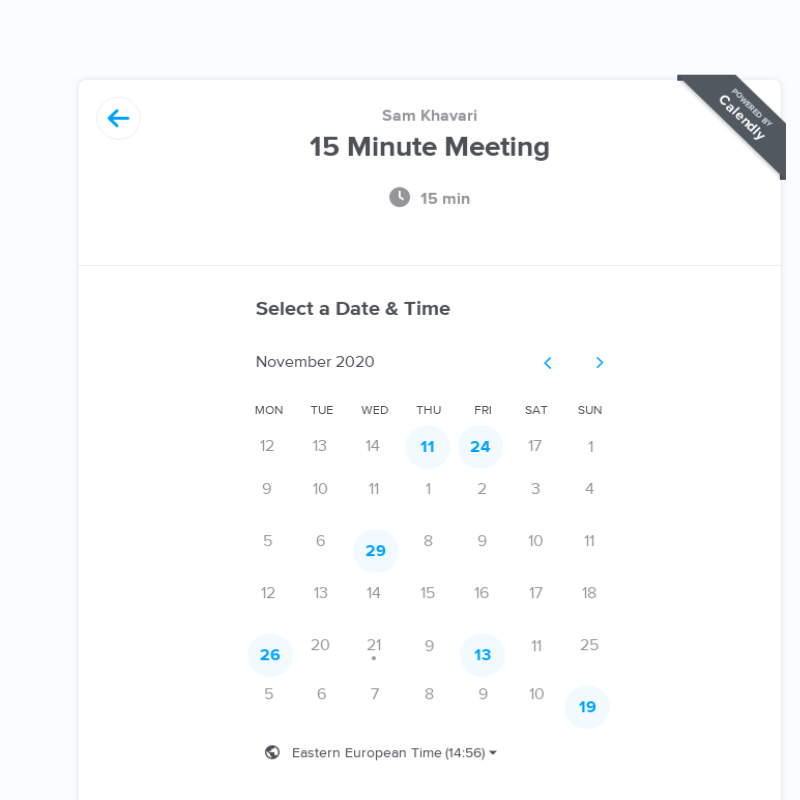 POWERED BY
Calendly
Sam Khavari
15 Minute Meeting
15 min
Select a Date & Time
November 2020
MON TUE WED THU FRI SAT SUN
12 13 14 11 24 17 1
9 10 11 1 2 3 4
5 6 29 8 9 10 11
12 13 14 15 16 17 18
26 20 21 9 13 11 25
5 6 7 8 9 10 19
Eastern European Time (14:56)